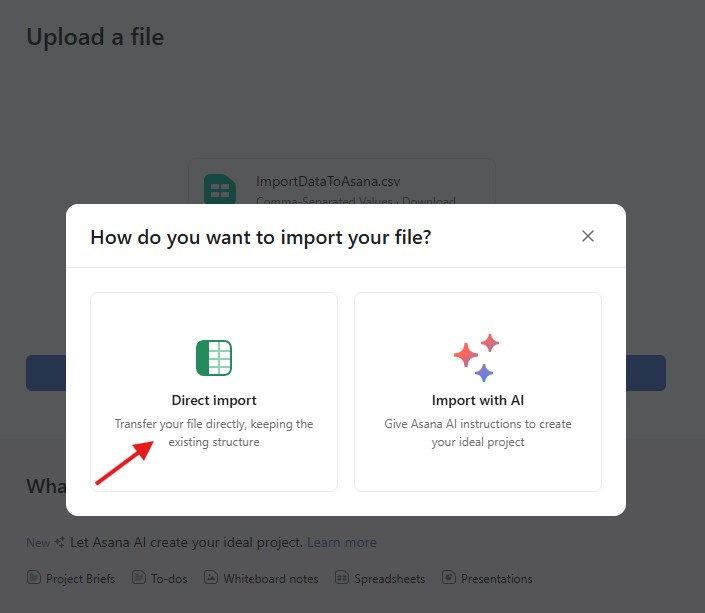 Upload a file
ImportDataToAsana.csv
Comma-Separated Values · Download
How do you want to import your file?
Direct import
Transfer your file directly, keeping the
existing structure
Import with AI
Give Asana AI instructions to create
your ideal project
Wha
New Let Asana AI create your ideal project. Learn more
Project Briefs To-dos Whiteboard notes Spreadsheets Presentations